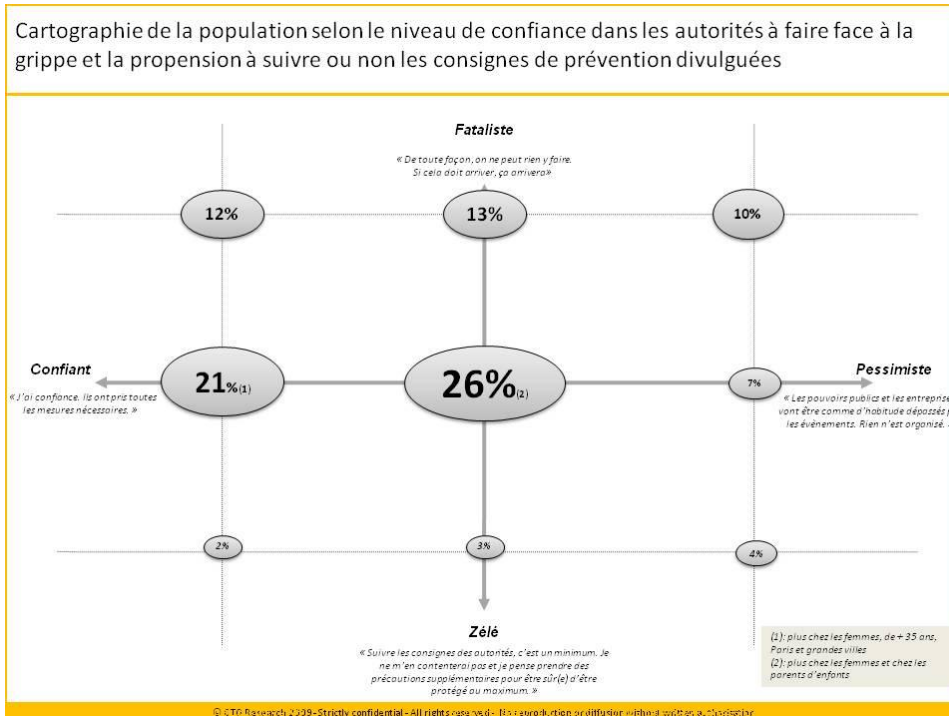 Cartographie de la population selon le niveau de confiance dans les autorités à faire face à la
grippe et la propension à suivre ou non les consignes de prévention divulguées
Fataliste
« De toute façon, on ne peut rien y faire.
Si cela doit arriver, ça arrivera»
12%
13%
10%
Confiant
« J'ai confiance. Ils ont pris toutes
les mesures nécessaires. »
21%(1)
26%(2)
7%
Pessimiste
« Les pouvoirs publics et les entreprise
vont être comme d'habitude dépassés
les évènements. Rien n'est organisé.
2%
3%
4%
Zélé
« Suivre les consignes des autorités, c'est un minimum. Je
ne m'en contenterai pas et je pense prendre des
précautions supplémentaires pour être sûr(e) d'être
protégé au maximum. »
(1): plus chez les femmes, de + 35 ans,
Paris et grandes villes
(2): plus chez les femmes et chez les
parents d'enfants
Research 2009 - Strictly confidential - All rights reserved - No reproduction or diffusion without written authorisation